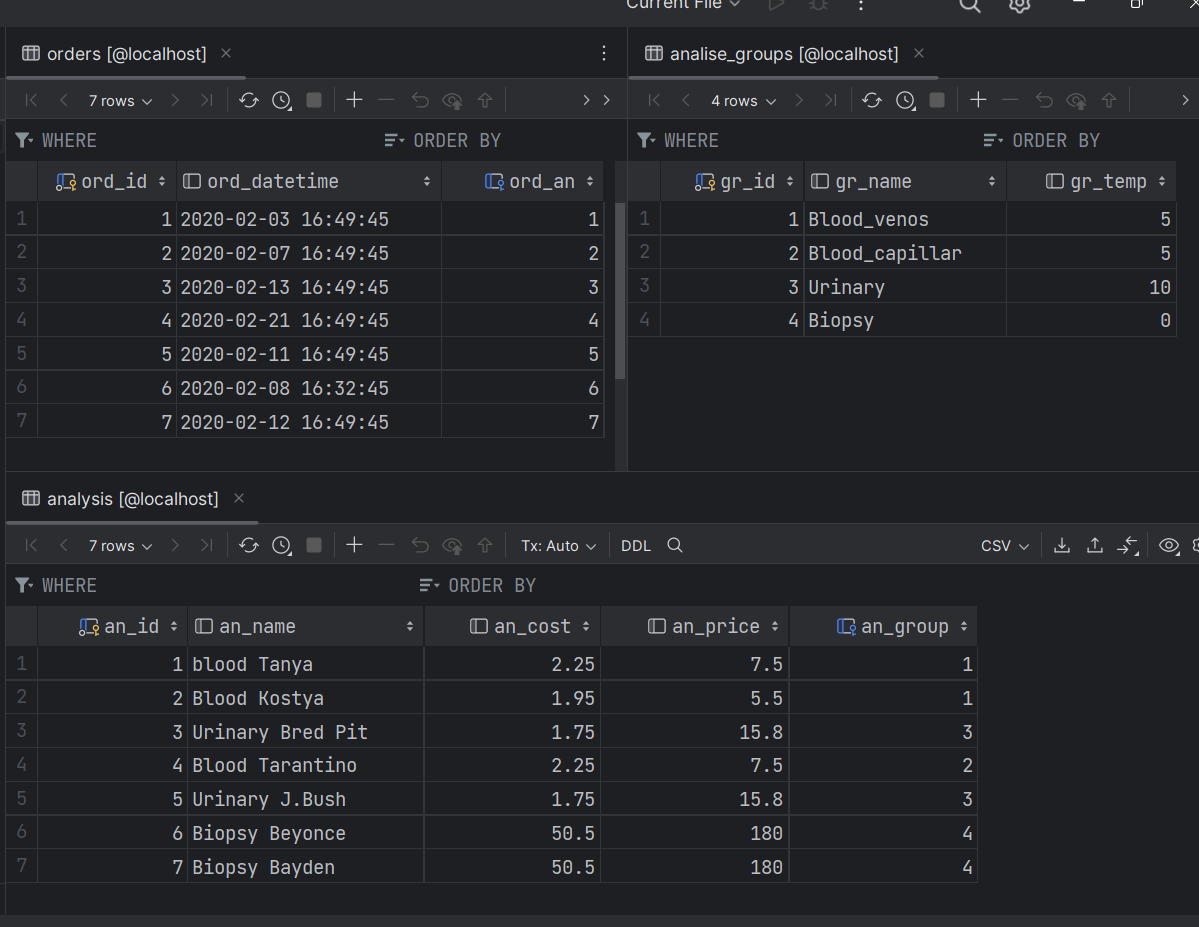 Current File
orders [@localhost]
7 rows
WHERE ORDER BY
ord_id ord_datetime ord_an
1 1 2020-02-03 16:49:45 1
2 2 2020-02-07 16:49:45 2
3 3 2020-02-13 16:49:45 3
4 4 2020-02-21 16:49:45 4
5 5 2020-02-11 16:49:45 5
6 6 2020-02-08 16:32:45 6
7 7 2020-02-12 16:49:45 7
analise_groups [@localhost]
4 rows
WHERE ORDER BY
gr_id gr_name gr_temp
1 1 Blood_venos 5
2 2 Blood_capillar 5
3 3 Urinary 10
4 4 Biopsy 0
analysis [@localhost]
7 rows Tx: Auto DDL CSV
WHERE ORDER BY
an_id an_name an_cost an_price an_group
1 1 blood Tanya 2.25 7.5 1
2 2 Blood Kostya 1.95 5.5 1
3 3 Urinary Bred Pit 1.75 15.8 3
4 4 Blood Tarantino 2.25 7.5 2
5 5 Urinary J.Bush 1.75 15.8 3
6 6 Biopsy Beyonce 50.5 180 4
7 7 Biopsy Bayden 50.5 180 4